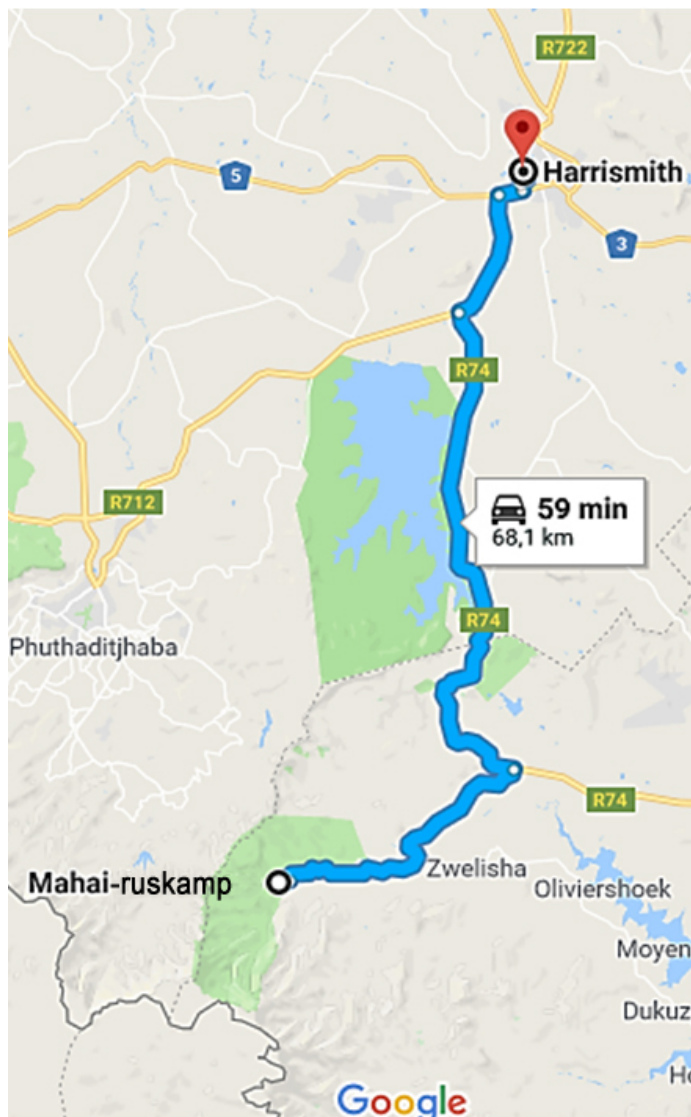 R722
5
Harrismith
3
R74
59 min
68,1 km
R712
R74
Phuthaditjhaba
R74
Zwelisha
Mahai-ruskamp
Oliviershoek
Moyen
Dukuz
Ho
Google